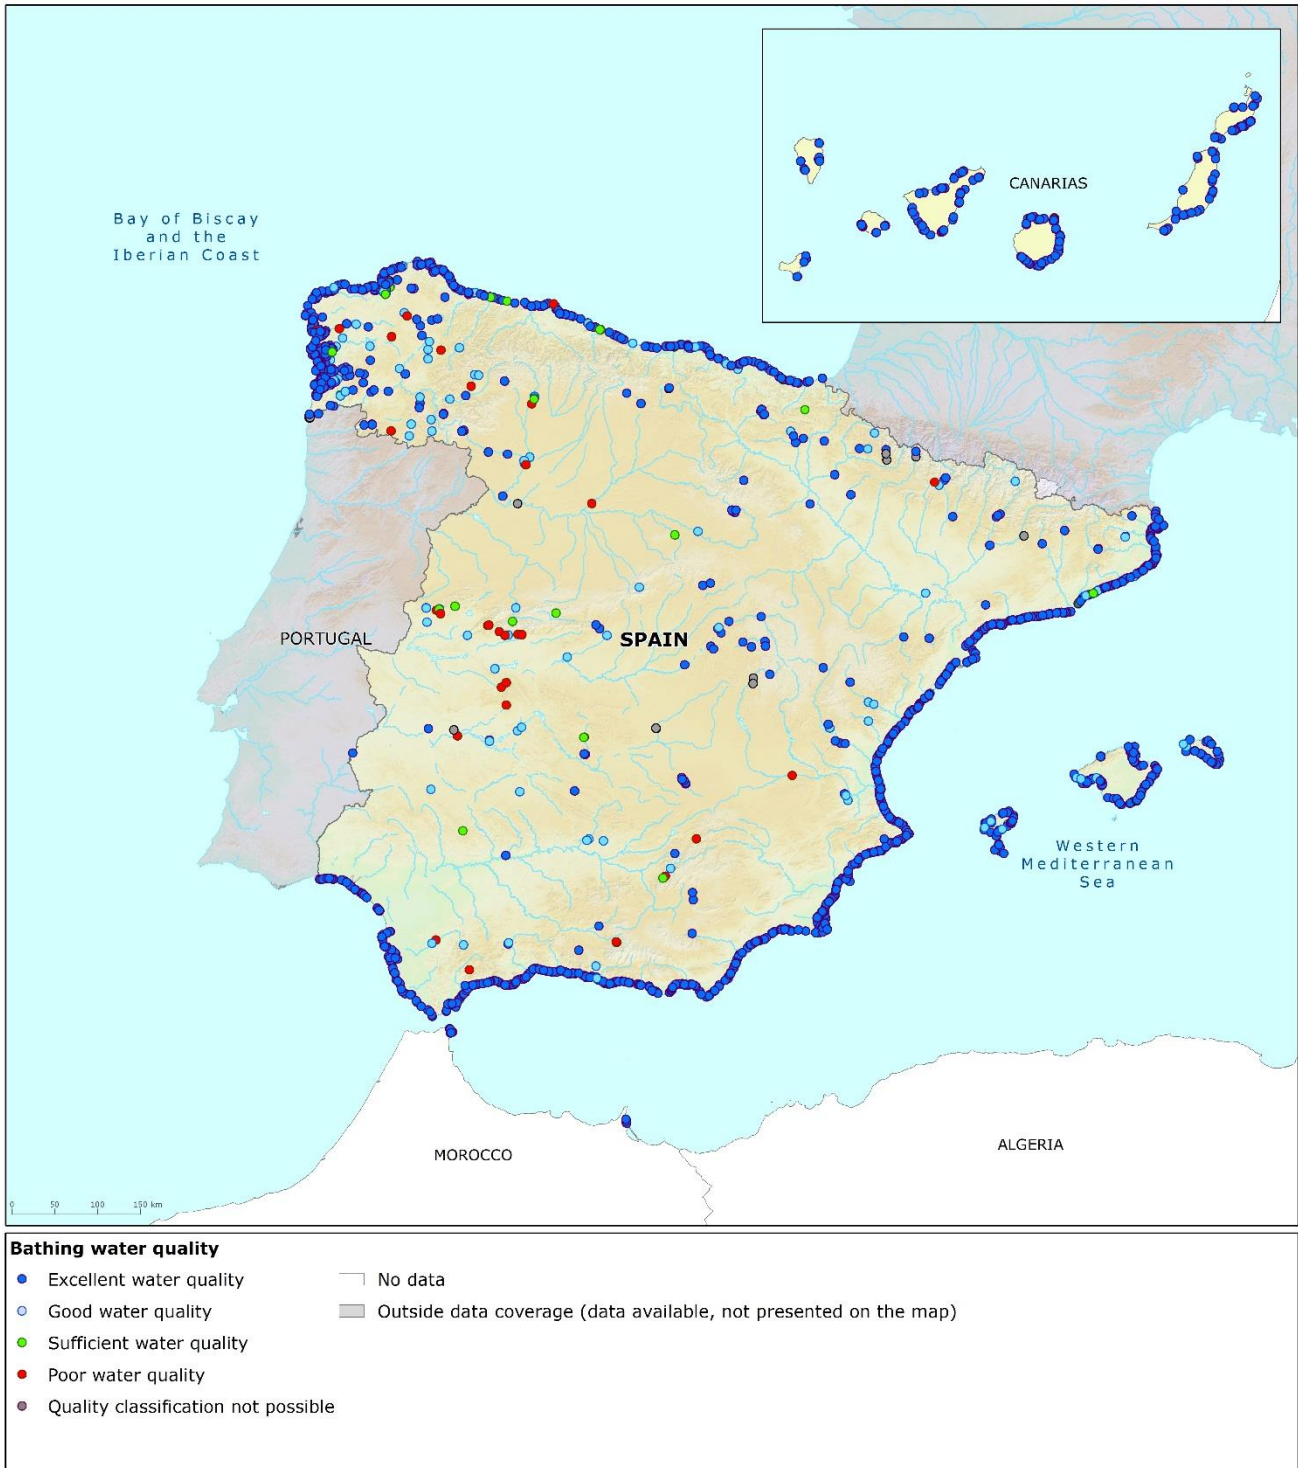 CANARIAS
Bay of Biscay
and the
Iberian Coast
PORTUGAL
SPAIN
Western
Mediterranean
Sea
MOROCCO
ALGERIA
0 50 100 150 km
Bathing water quality
Excellent water quality
Good water quality
Sufficient water quality
Poor water quality
Quality classification not possible
No data
Outside data coverage (data available, not presented on the map)